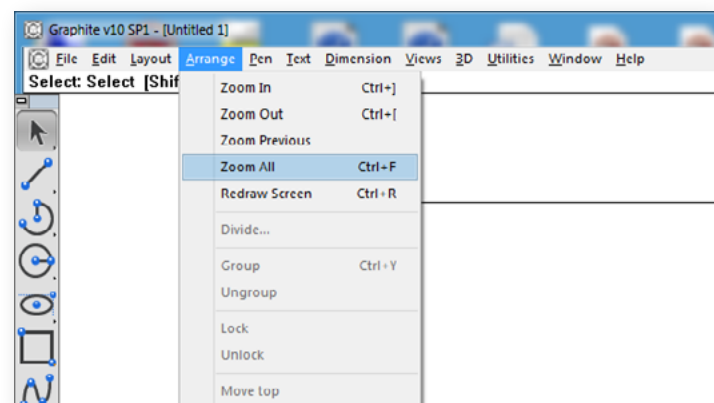 Graphite v10 SP1 - [Untitled 1]
File Edit Layout Arrange Pen Text Dimension Views 3D Utilities Window Help
Select: Select [Shif
Zoom In Ctrl+]
Zoom Out Ctrl+[
Zoom Previous
Zoom All Ctrl+F
Redraw Screen Ctrl+R
Divide...
Group Ctrl+Y
Ungroup
Lock
Unlock
Move top